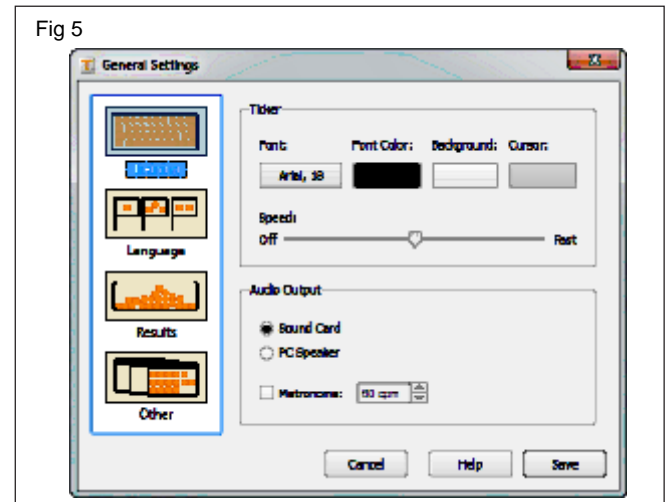 Fig 5
General Settings
Ticker
Font: Font Color: Background: Cursor:
Arial, 18
Speed:
Off Fast
Language
Audio Output
Sound Card
Results
PC Speaker
Metronome: 60 cpm
Other
Cancel Help Save